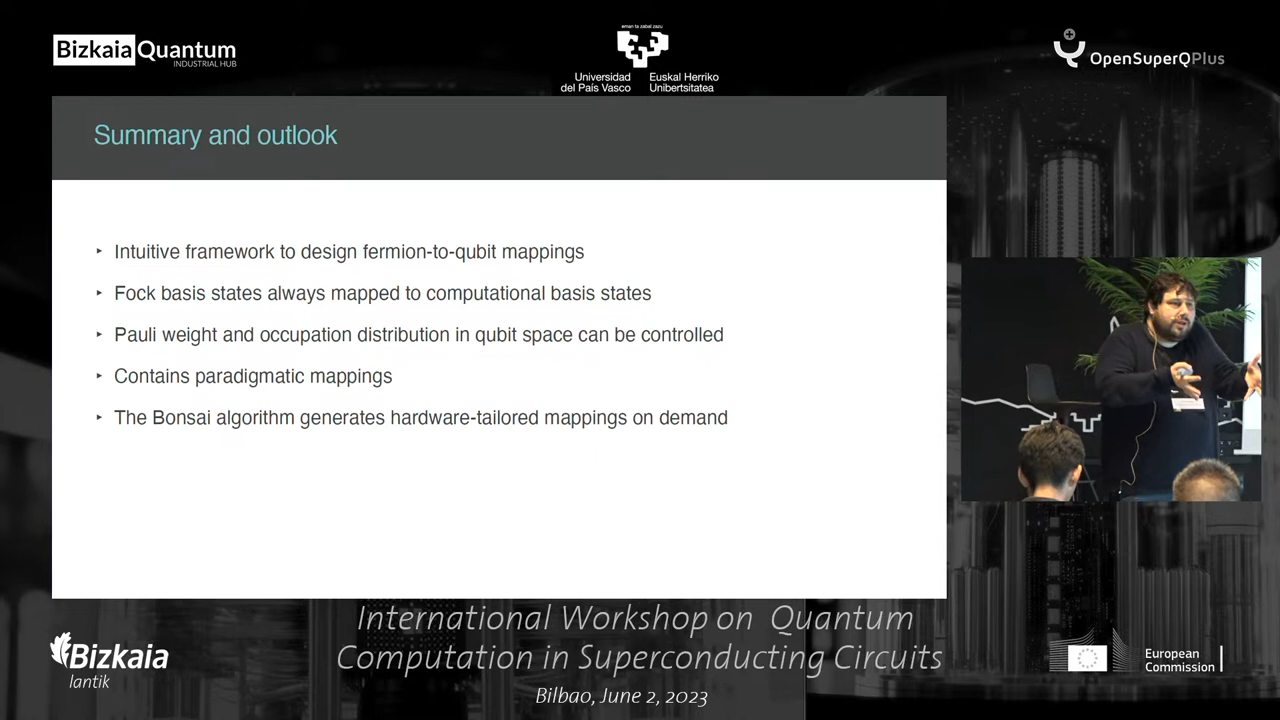 Bizkaia Quantum
INDUSTRIAL HUB
eman ta zabal zazu
Universidad del País Vasco
Euskal Herriko Unibertsitatea
OpenSuperQPlus
Summary and outlook
‣ Intuitive framework to design fermion-to-qubit mappings
‣ Fock basis states always mapped to computational basis states
‣ Pauli weight and occupation distribution in qubit space can be controlled
‣ Contains paradigmatic mappings
‣ The Bonsai algorithm generates hardware-tailored mappings on demand
International Workshop on Quantum
Computation in Superconducting Circuits
Bilbao, June 2, 2023
Bizkaia
lantik
European
Commission